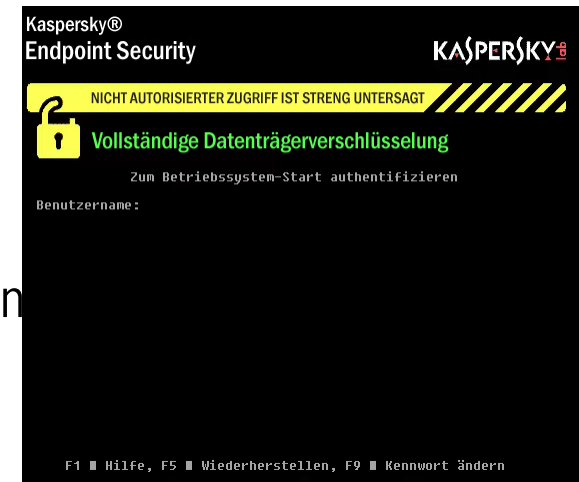 Kaspersky®
Endpoint Security
KASPERSKY lab
NICHT AUTORISIERTER ZUGRIFF IST STRENG UNTERSAGT
Vollständige Datenträgerverschlüsselung
Zum Betriebssystem-Start authentifizieren
Benutzername:
n
F1 ■ Hilfe, F5 ■ Wiederherstellen, F9 ■ Kennwort ändern